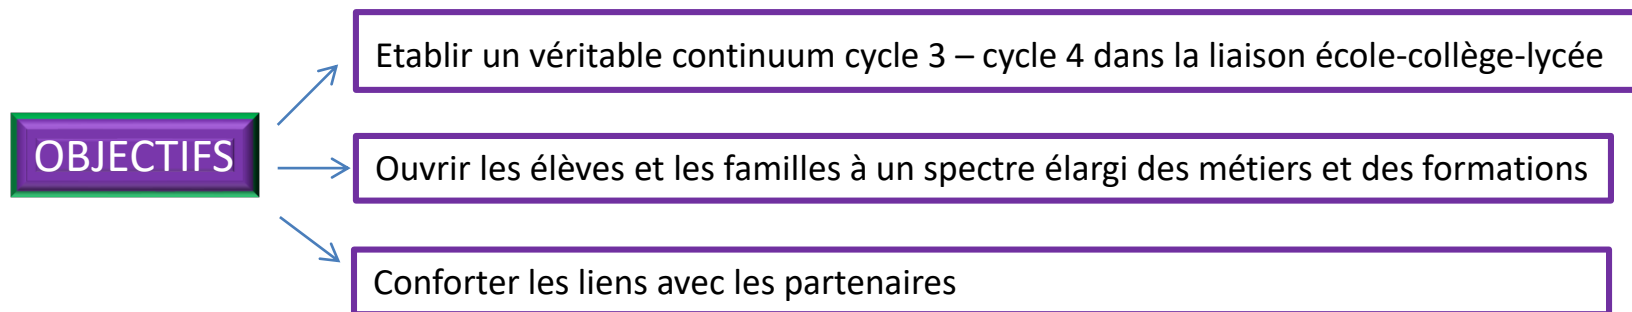 Etablir un véritable continuum cycle 3 – cycle 4 dans la liaison école-collège-lycée
OBJECTIFS
Ouvrir les élèves et les familles à un spectre élargi des métiers et des formations
Conforter les liens avec les partenaires